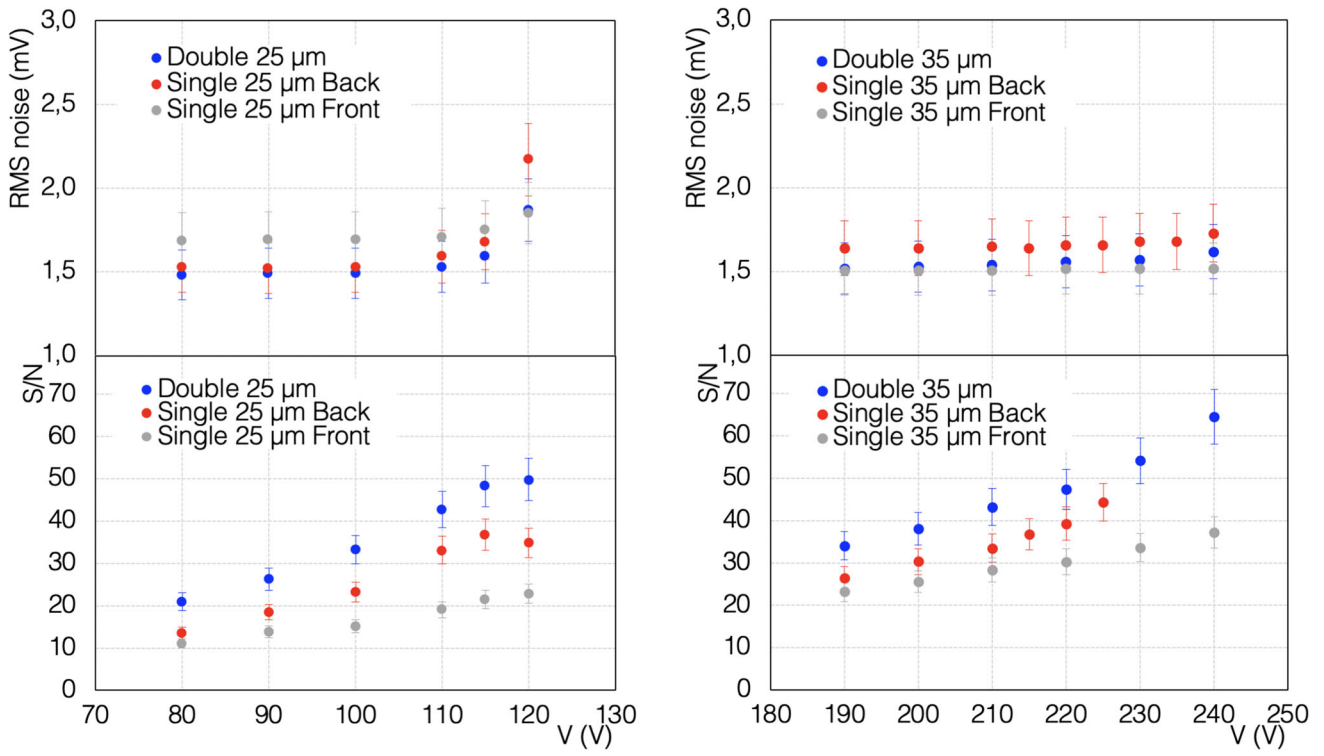 RMS noise (mV)
3,0
2,0
1,5
1,0
2,0
Double 25 µm
Single 25 µm Back
Single 25 µm Front
S/N
70
60
50
40
30
20
10
0
Double 25 µm
Single 25 µm Back
Single 25 µm Front
70 80 90 100 110 120 130
V (V)
RMS noise (mV)
3,0
2,0
2,0
1,5
1,0
Double 35 µm
Single 35 µm Back
Single 35 µm Front
S/N
70
60
50
40
30
20
10
0
Double 35 µm
Single 35 µm Back
Single 35 µm Front
180 190 200 210 220 230 240 250
V (V)